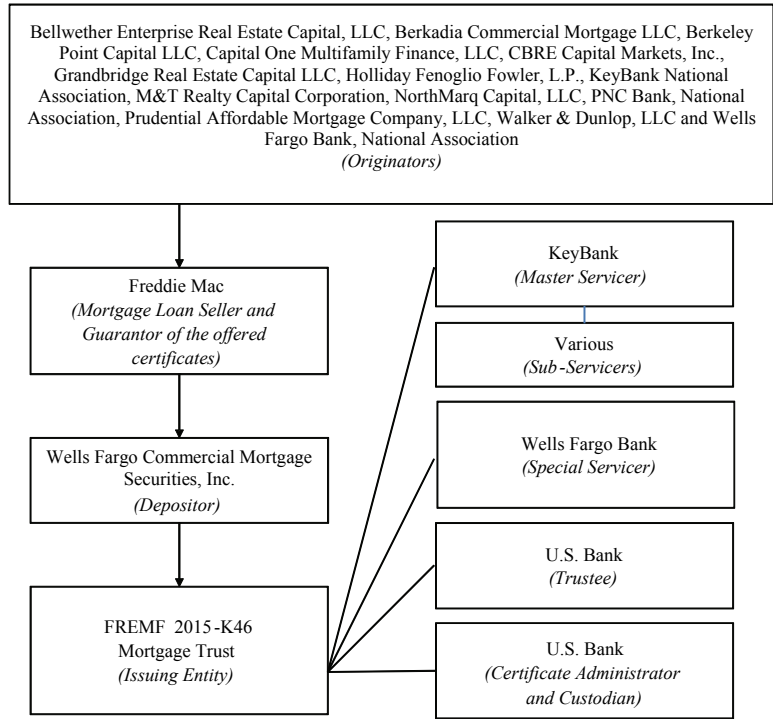 Bellwether Enterprise Real Estate Capital, LLC, Berkadia Commercial Mortgage LLC, Berkeley
Point Capital LLC, Capital One Multifamily Finance, LLC, CBRE Capital Markets, Inc.,
Grandbridge Real Estate Capital LLC, Holliday Fenoglio Fowler, L.P., KeyBank National
Association, M&T Realty Capital Corporation, NorthMarq Capital, LLC, PNC Bank, National
Association, Prudential Affordable Mortgage Company, LLC, Walker & Dunlop, LLC and Wells
Fargo Bank, National Association
(Originators)
Freddie Mac
(Mortgage Loan Seller and
Guarantor of the offered
certificates)
Wells Fargo Commercial Mortgage
Securities, Inc.
(Depositor)
FREMF 2015-K46
Mortgage Trust
(Issuing Entity)
KeyBank
(Master Servicer)
Various
(Sub-Servicers)
Wells Fargo Bank
(Special Servicer)
U.S. Bank
(Trustee)
U.S. Bank
(Certificate Administrator
and Custodian)